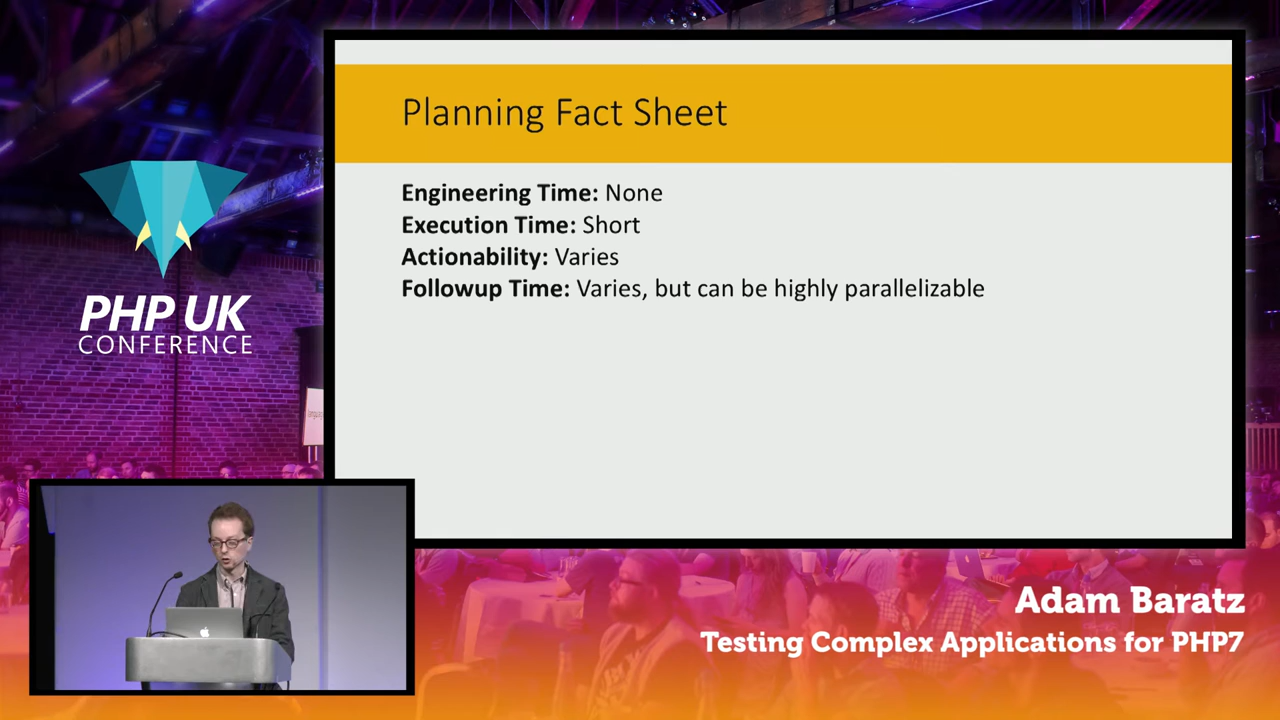 Planning Fact Sheet
Engineering Time: None
Execution Time: Short
Actionability: Varies
Followup Time: Varies, but can be highly parallelizable
PHP UK
CONFERENCE
Adam Baratz
Testing Complex Applications for PHP7